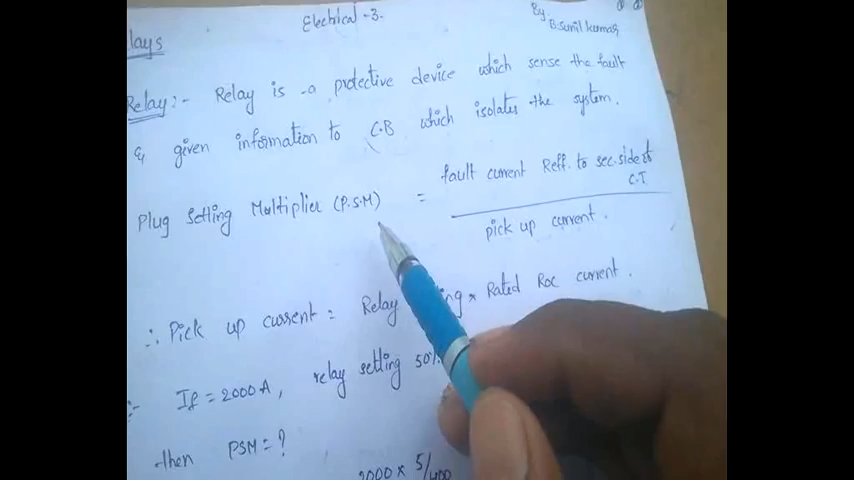 Electrical-3.
By
B.Sunil kumar
lays
Relay:- Relay is a protective device which sense the fault
& given information to C.B which isolates the system.
Plug Setting Multiplier (P.S.M) = fault current Reff. to sec. side of C.T.
pick up current.
∴ Pick up current = Relay ng × Rated current.
:- If = 2000A, relay setting 50%
then PSM = ?
2000 × 5/400